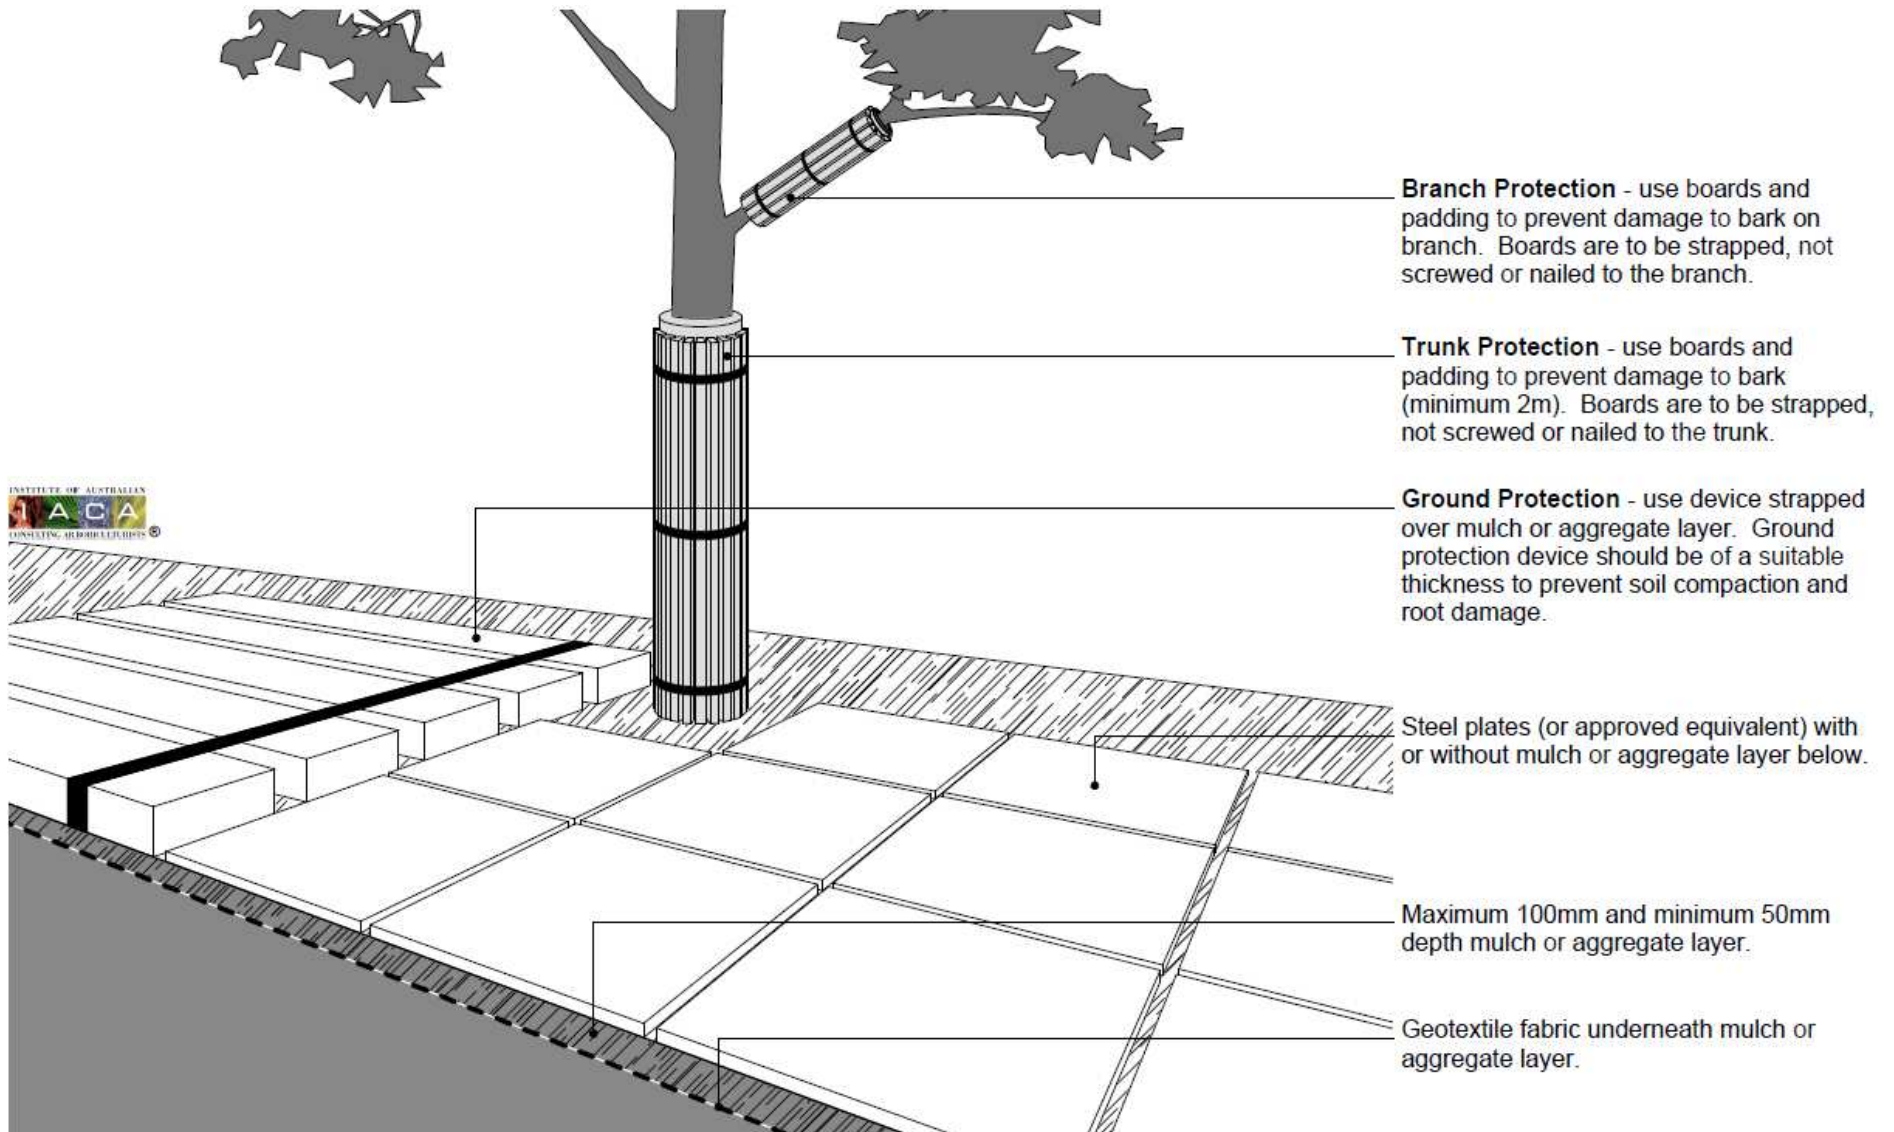 Branch Protection - use boards and
padding to prevent damage to bark on
branch. Boards are to be strapped, not
screwed or nailed to the branch.
Trunk Protection - use boards and
padding to prevent damage to bark
(minimum 2m). Boards are to be strapped,
not screwed or nailed to the trunk.
INSTITUTE OF AUSTRALIAN
IACA
CONSULTING ARBORICULTURISTS ®
Ground Protection - use device strapped
over mulch or aggregate layer. Ground
protection device should be of a suitable
thickness to prevent soil compaction and
root damage.
Steel plates (or approved equivalent) with
or without mulch or aggregate layer below.
Maximum 100mm and minimum 50mm
depth mulch or aggregate layer.
Geotextile fabric underneath mulch or
aggregate layer.